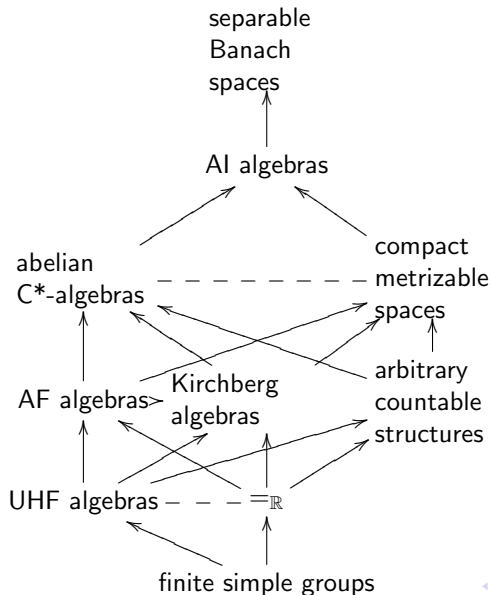 separable
Banach
spaces
AI algebras
abelian
C*-algebras
compact
metrizable
spaces
AF algebras
Kirchberg
algebras
arbitrary
countable
structures
UHF algebras
=ℝ
finite simple groups